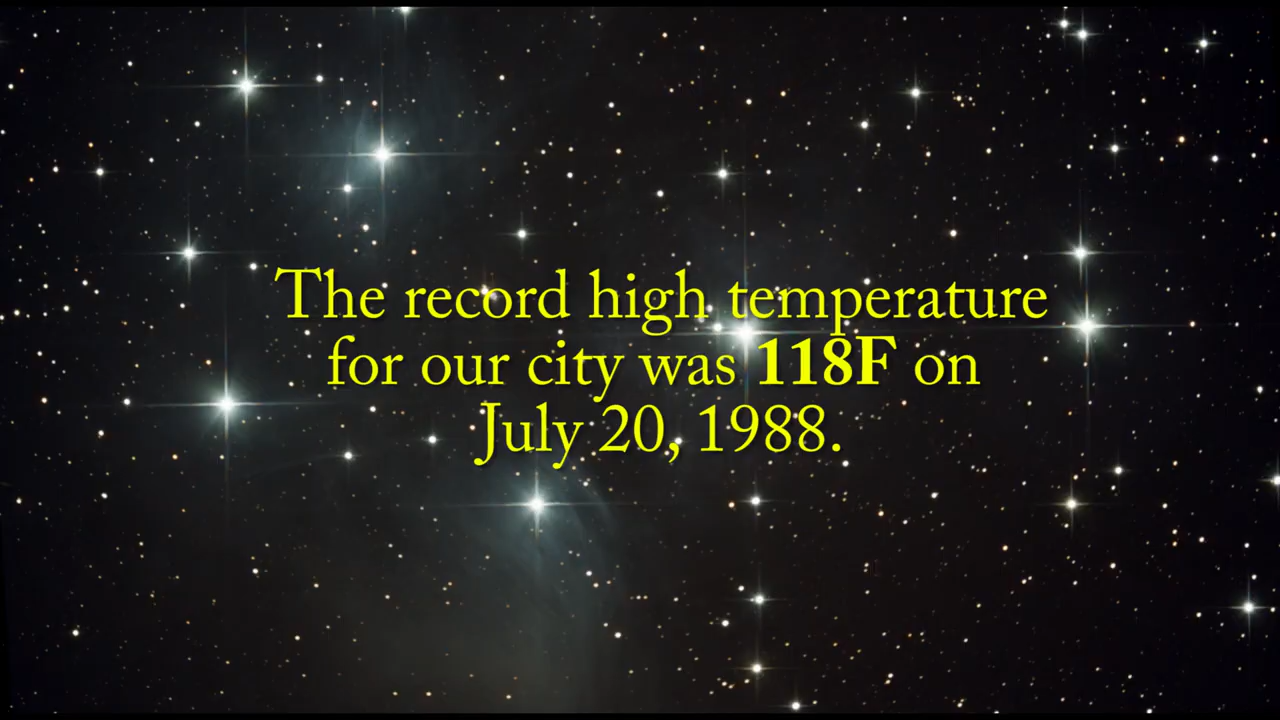 The record high temperature
for our city was 118F on
July 20, 1988.